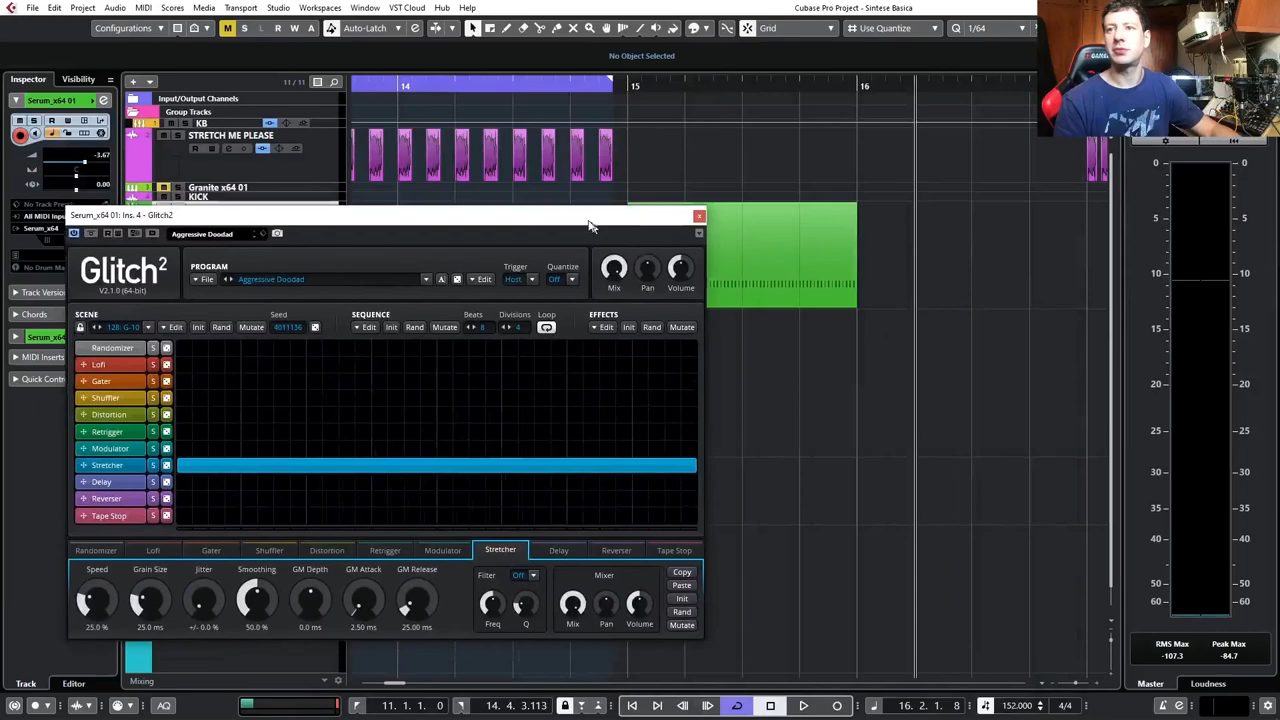 File Edit Project Audio MIDI Scores Media Transport Studio Workspaces Window VST Cloud Hub Help
Cubase Pro Project - Sintese Basica
Configurations M S L R W A Auto-Latch Grid Use Quantize 1/64
No Object Selected
Inspector Visibility 11 / 11 14 15 16
Serum_x64 01 Input/Output Channels
Group Tracks
KB
STRETCH ME PLEASE
-3.67
C
0.00
Granite x64 01
KICK
No Track Preset
All MIDI Inputs
Serum_x64
No Drum Map
Track Version
Chords
Serum_x64
MIDI Inserts
Quick Control
Serum_x64 01: Ins. 4 - Glitch2
Aggressive Doodad
Glitch2
V2.1.0 (64-bit)
PROGRAM
File Aggressive Doodad A Edit
Trigger Quantize
Host Off
Mix Pan Volume
SCENE Seed SEQUENCE Beats Divisions Loop EFFECTS
128: G-10 Edit Init Rand Mutate 4011136 Edit Init Rand Mutate 8 4 Edit Init Rand Mutate
Randomizer S
Lofi S
Gater S
Shuffler S
Distortion S
Retrigger S
Modulator S
Stretcher S
Delay S
Reverser S
Tape Stop S
Randomizer Lofi Gater Shuffler Distortion Retrigger Modulator Stretcher Delay Reverser Tape Stop
Speed Grain Size Jitter Smoothing GM Depth GM Attack GM Release
25.0 % 25.0 ms +/- 0.0 % 50.0 % 0.0 ms 2.50 ms 25.00 ms
Filter Off Mixer
Freq Q Mix Pan Volume
Copy
Paste
Init
Rand
Mutate
0 0
5 5
10 10
15
20 20
25 25
30 30
35 35
40 40
45 45
50 50
60 60
RMS Max Peak Max
-107.3 -84.7
Master Loudness
Mixing
Track Editor
AQ 11. 1. 1. 0 14. 4. 3.113 16. 2. 1. 8 152.000 4/4